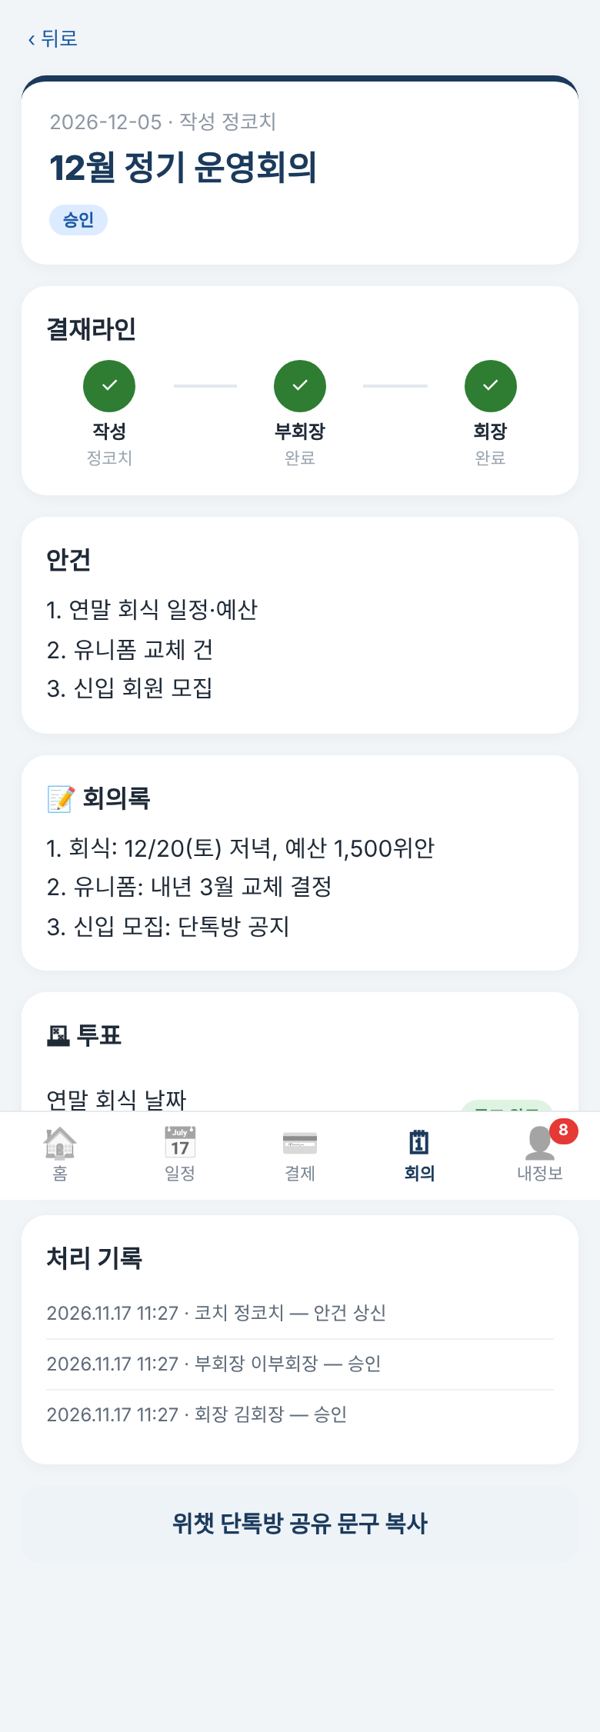 ‹ 뒤로
2026-12-05 · 작성 정코치
12월 정기 운영회의
승인
결재라인
작성
정코치
부회장
완료
회장
완료
안건
1. 연말 회식 일정·예산
2. 유니폼 교체 건
3. 신입 회원 모집
📝 회의록
1. 회식: 12/20(토) 저녁, 예산 1,500위안
2. 유니폼: 내년 3월 교체 결정
3. 신입 모집: 단톡방 공지
🗳 투표
연말 회식 날짜
July
17
8
홈
일정
결제
회의
내정보
처리 기록
2026.11.17 11:27 · 코치 정코치 — 안건 상신
2026.11.17 11:27 · 부회장 이부회장 — 승인
2026.11.17 11:27 · 회장 김회장 — 승인
위챗 단톡방 공유 문구 복사